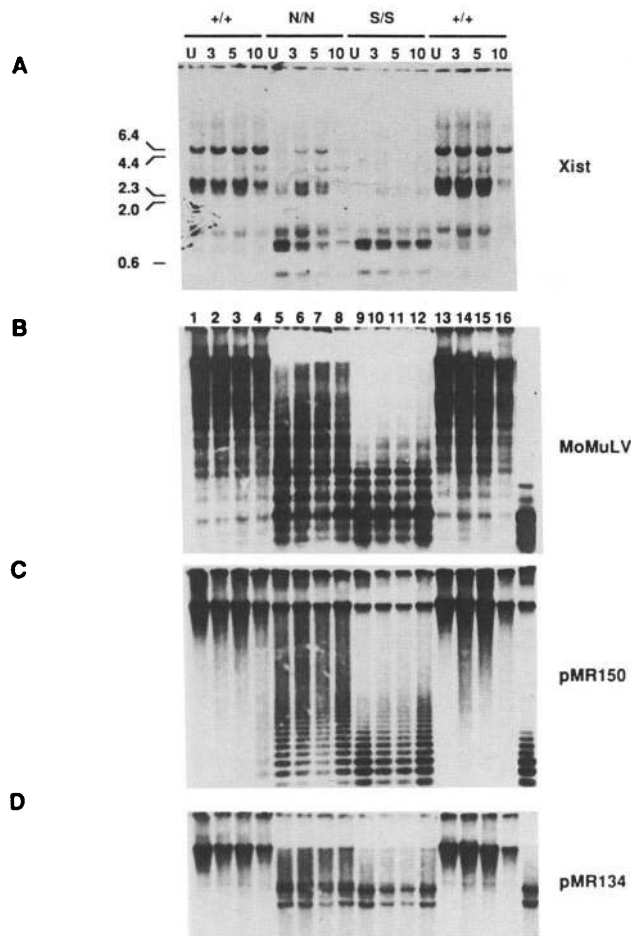 +/+ N/N S/S +/+
U 3 5 10 U 3 5 10 U 3 5 10 U 3 5 10
A
6.4
4.4
2.3
2.0
0.6
Xist
1 2 3 4 5 6 7 8 9 10 11 12 13 14 15 16
B
MoMuLV
C
pMR150
D
pMR134